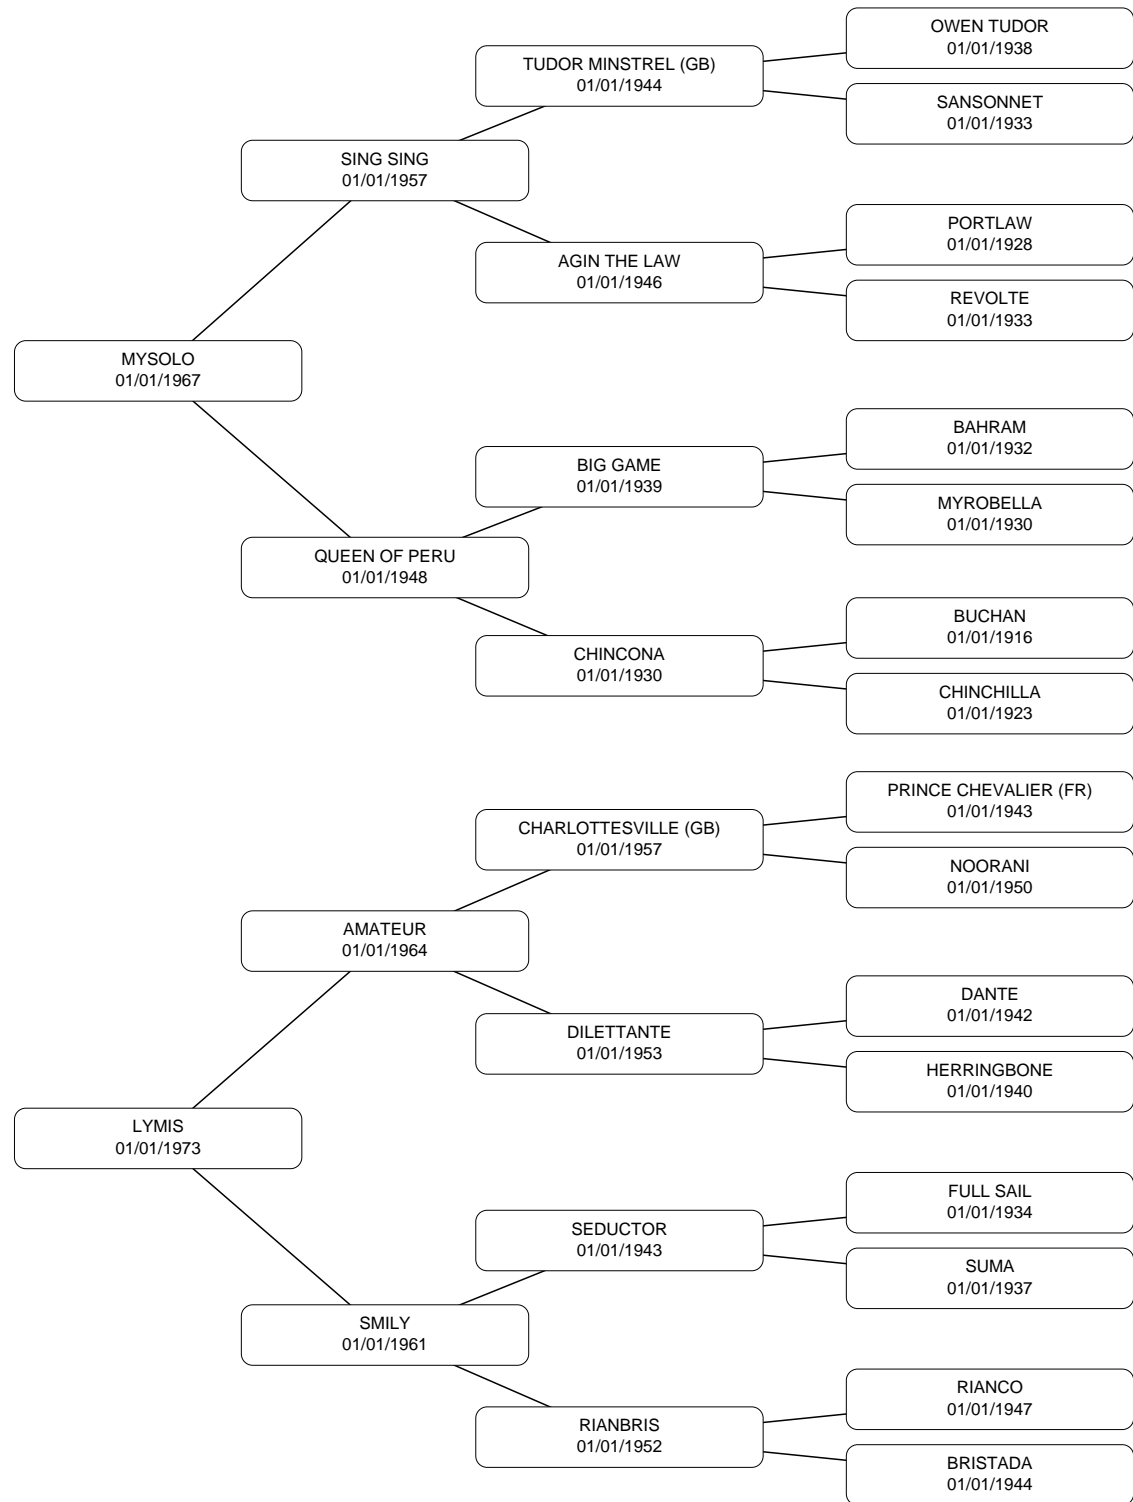 OWEN TUDOR
01/01/1938
TUDOR MINSTREL (GB)
01/01/1944
SANSONNET
01/01/1933
SING SING
01/01/1957
PORTLAW
01/01/1928
AGIN THE LAW
01/01/1946
REVOLTE
01/01/1933
MYSOLO
01/01/1967
BAHRAM
01/01/1932
BIG GAME
01/01/1939
MYROBELLA
01/01/1930
QUEEN OF PERU
01/01/1948
BUCHAN
01/01/1916
CHINCONA
01/01/1930
CHINCHILLA
01/01/1923
PRINCE CHEVALIER (FR)
01/01/1943
CHARLOTTESVILLE (GB)
01/01/1957
NOORANI
01/01/1950
AMATEUR
01/01/1964
DANTE
01/01/1942
DILETTANTE
01/01/1953
HERRINGBONE
01/01/1940
LYMIS
01/01/1973
FULL SAIL
01/01/1934
SEDUCTOR
01/01/1943
SUMA
01/01/1937
SMILY
01/01/1961
RIANCO
01/01/1947
RIANBRIS
01/01/1952
BRISTADA
01/01/1944